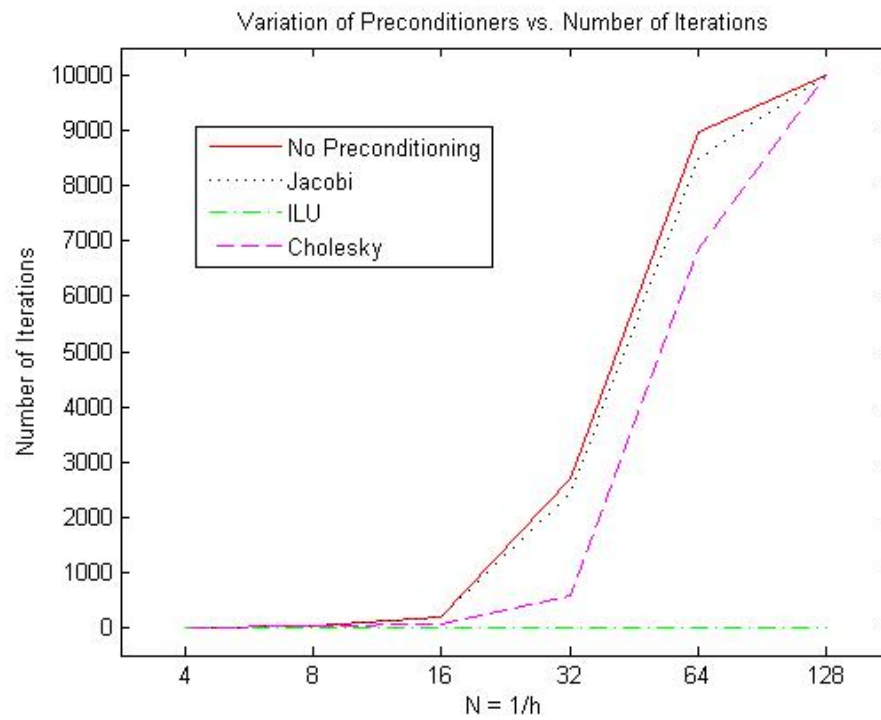 Variation of Preconditioners vs. Number of Iterations
10000
9000
8000
7000
6000
5000
4000
3000
2000
1000
0
Number of Iterations
No Preconditioning
Jacobi
ILU
Cholesky
4 8 16 32 64 128
N = 1/h